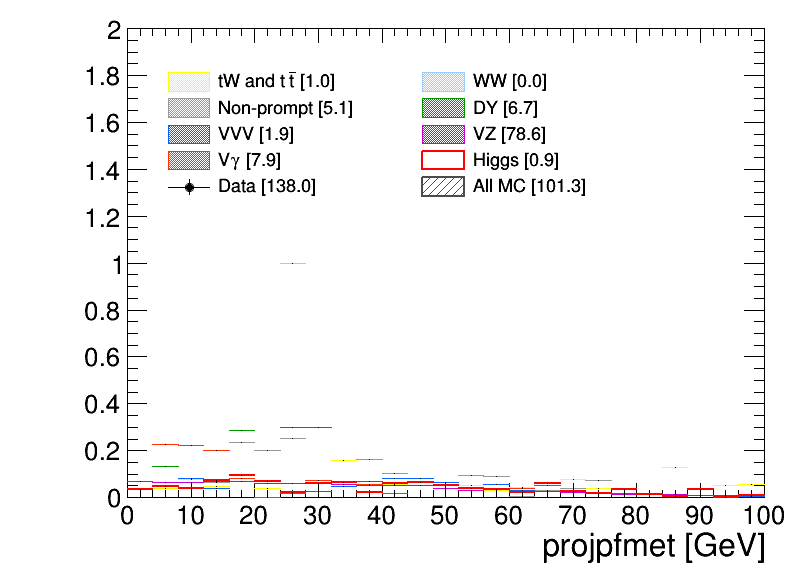 2
1.8
1.6
1.4
1.2
1
0.8
0.6
0.4
0.2
0
tW and t t̄ [1.0]
Non-prompt [5.1]
VVV [1.9]
Vγ [7.9]
Data [138.0]
WW [0.0]
DY [6.7]
VZ [78.6]
Higgs [0.9]
All MC [101.3]
0 10 20 30 40 50 60 70 80 90 100
projpfmet [GeV]